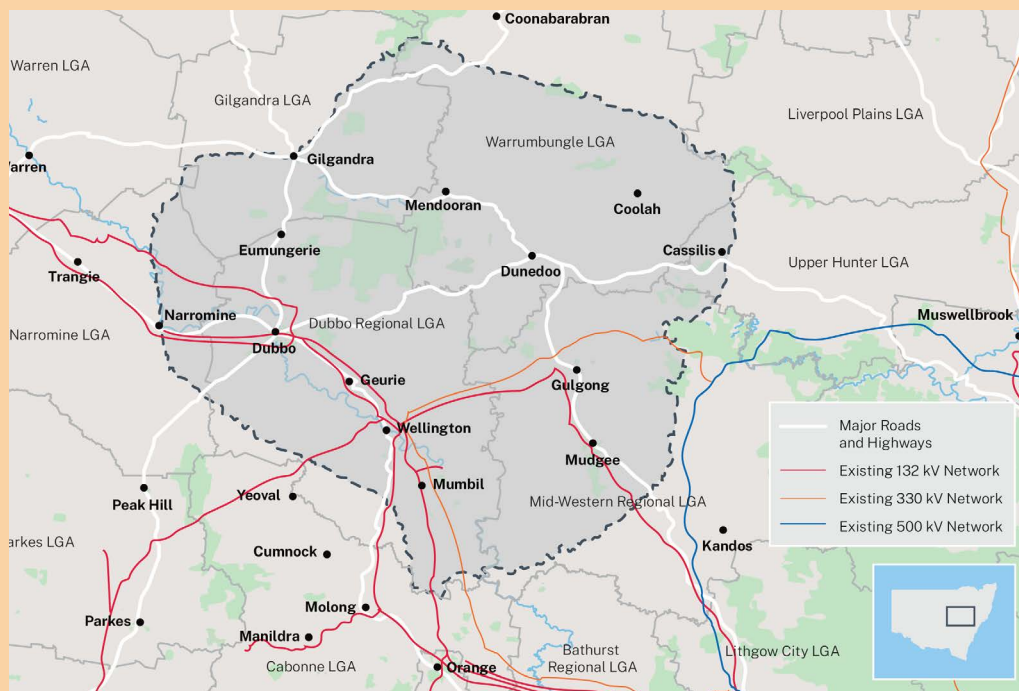 Coonabarabran
Warren LGA
Gilgandra LGA
Liverpool Plains LGA
Warrumbungle LGA
arren
Gilgandra
Mendooran
Coolah
Eumungerie
Cassilis
Trangie
Dunedoo
Upper Hunter LGA
Narromine
Muswellbrook
Narromine LGA
Dubbo Regional LGA
Dubbo
Geurie
Gulgong
Wellington
Major Roads
and Highways
Mudgee
Existing 132 kV Network
Mumbil
Yeoval
Existing 330 kV Network
Peak Hill
Mid-Western Regional LGA
Existing 500 kV Network
arkes LGA
Kandos
Cumnock
Molong
Parkes
Manildra
Lithgow City LGA
Bathurst
Regional LGA
Cabonne LGA
Orange